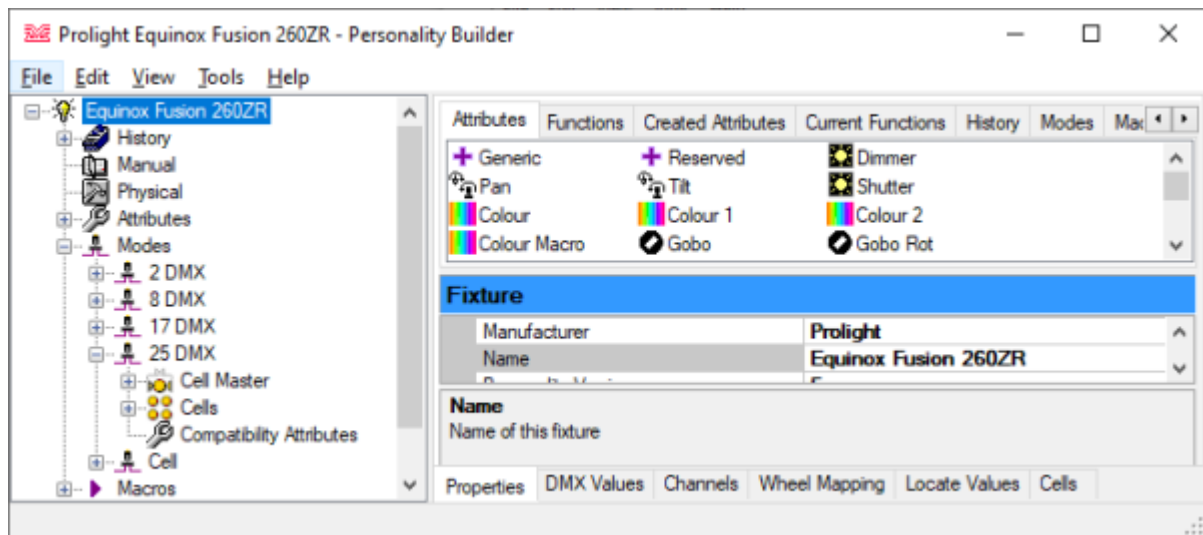 Prolight Equinox Fusion 260ZR - Personality Builder
File Edit View Tools Help
Equinox Fusion 260ZR
History
Manual
Physical
Attributes
Modes
2 DMX
8 DMX
17 DMX
25 DMX
Cell Master
Cells
Compatibility Attributes
Cell
Macros
Attributes Functions Created Attributes Current Functions History Modes
Generic Reserved Dimmer
Pan Tilt Shutter
Colour Colour 1 Colour 2
Colour Macro Gobo Gobo Rot
Fixture
Manufacturer Prolight
Name Equinox Fusion 260ZR
Name
Name of this fixture
Properties DMX Values Channels Wheel Mapping Locate Values Cells